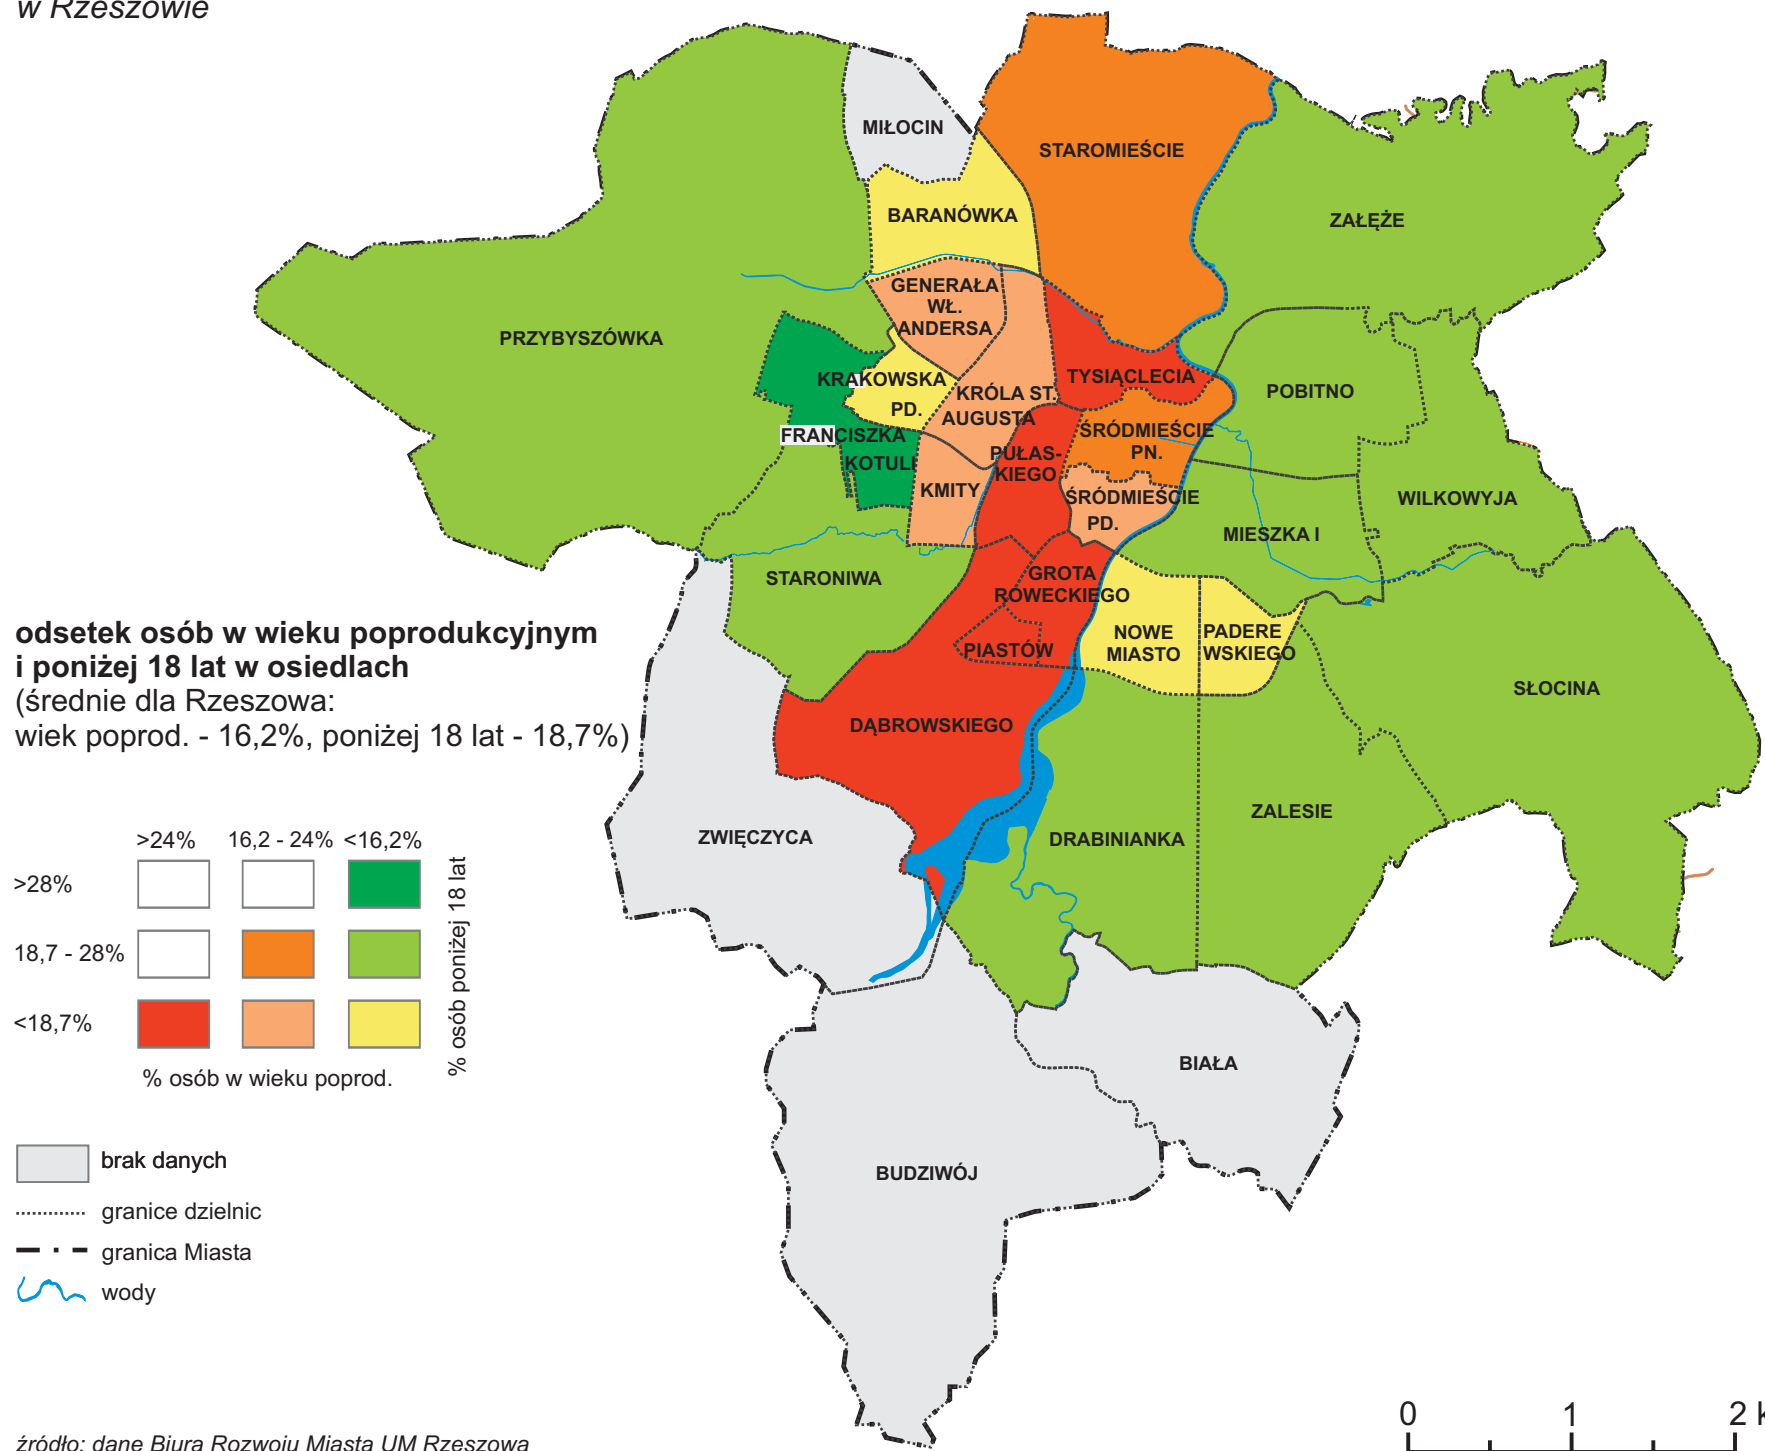 w Rzeszowie
MIŁOCIN
STAROMIEŚCIE
BARANÓWKA
ZAŁĘŻE
GENERAŁA
WŁ.
ANDERSA
PRZYBYSZÓWKA
KRAKOWSKA
PD.
KRÓLA ST.
AUGUSTA
TYSIĄCLECIA
POBITNO
FRANCISZKA
KOTULI
PUŁAS-
KIEGO
ŚRÓDMIEŚCIE
PN.
KMITY
ŚRÓDMIEŚCIE
PD.
WILKOWYJA
MIESZKA I
STARONIWA
GROTA
ROWECKIEGO
PIASTÓW
NOWE
MIASTO
PADERE
WSKIEGO
SŁOCINA
DĄBROWSKIEGO
ZWIĘCZYCA
DRABINIANKA
ZALESIE
BIAŁA
BUDZIWÓJ
odsetek osób w wieku poprodukcyjnym
i poniżej 18 lat w osiedlach
(średnie dla Rzeszowa:
wiek poprod. - 16,2%, poniżej 18 lat - 18,7%)
>24% 16,2 - 24% <16,2%
>28%
18,7 - 28%
<18,7%
% osób w wieku poprod.
% osób poniżej 18 lat
brak danych
granice dzielnic
granica Miasta
wody
źródło: dane Biura Rozwoju Miasta UM Rzeszowa
0 1 2 k